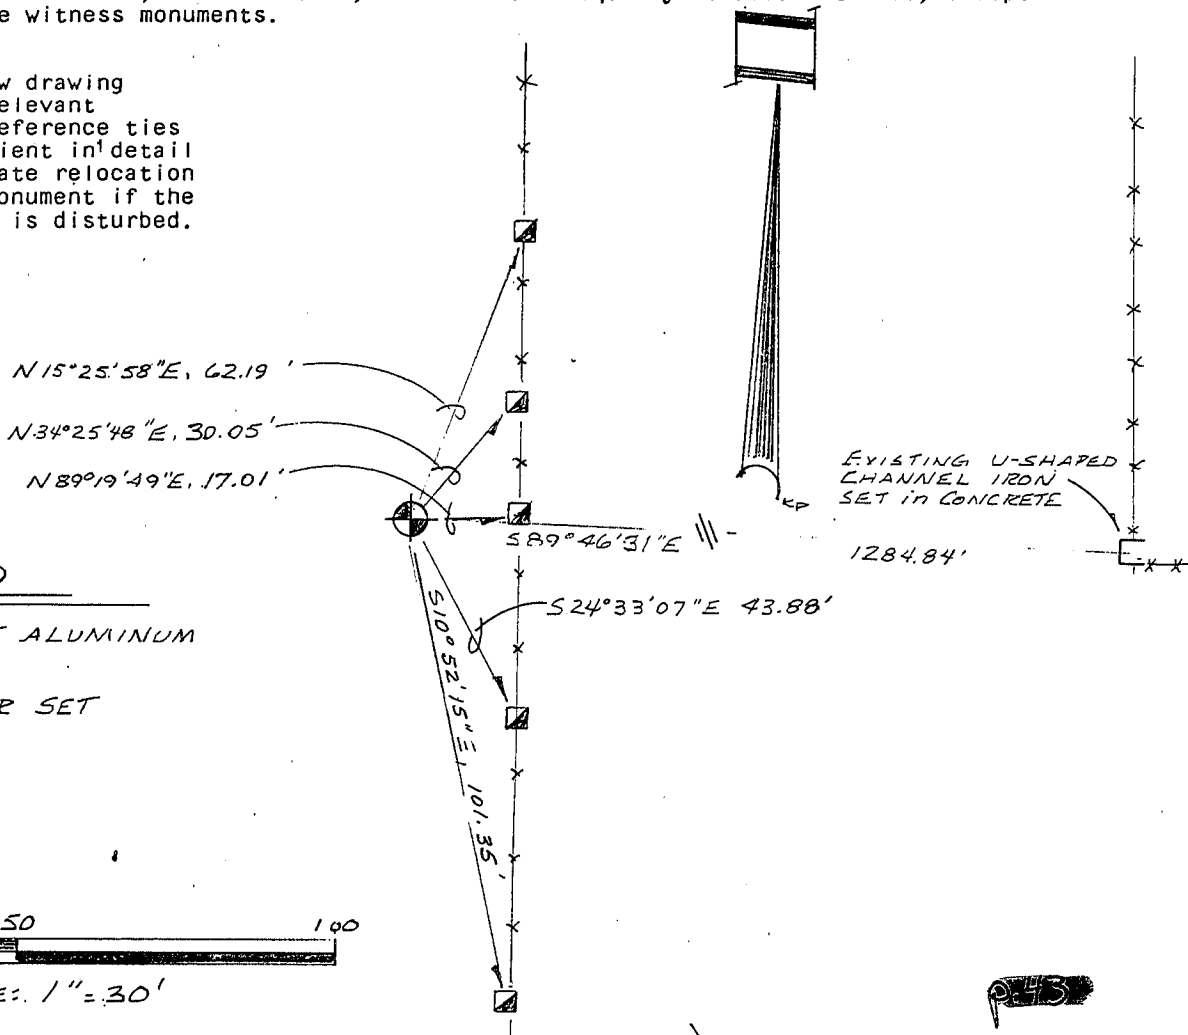 e witness monuments.
w drawing
elevant
eference ties
ient in detail
ate relocation
onument if the
is disturbed.
N15°25'58"E, 62.19'
N34°25'48"E, 30.05'
N89°19'49"E, 17.01'
EXISTING U-SHAPED
CHANNEL IRON
SET in CONCRETE
S89°46'31"E
1284.84'
S24°33'07"E 43.88'
S10°52'15"E, 101.35'
ALUMINUM
R SET
50 100
E: 1"=30'
p.43